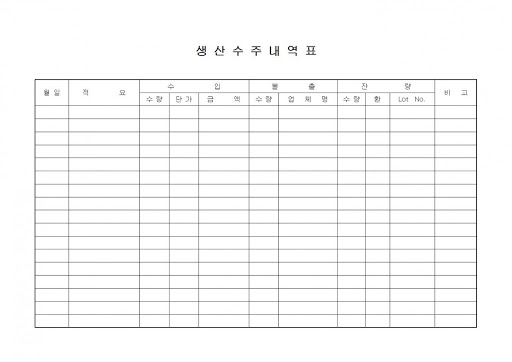 생 산 수 주 내 역 표
월 일 적 요 수 입 불 출 잔 량 비 고
수 량 단 가 금 액 수 량 업 체 명 수 량 황 Lot No.